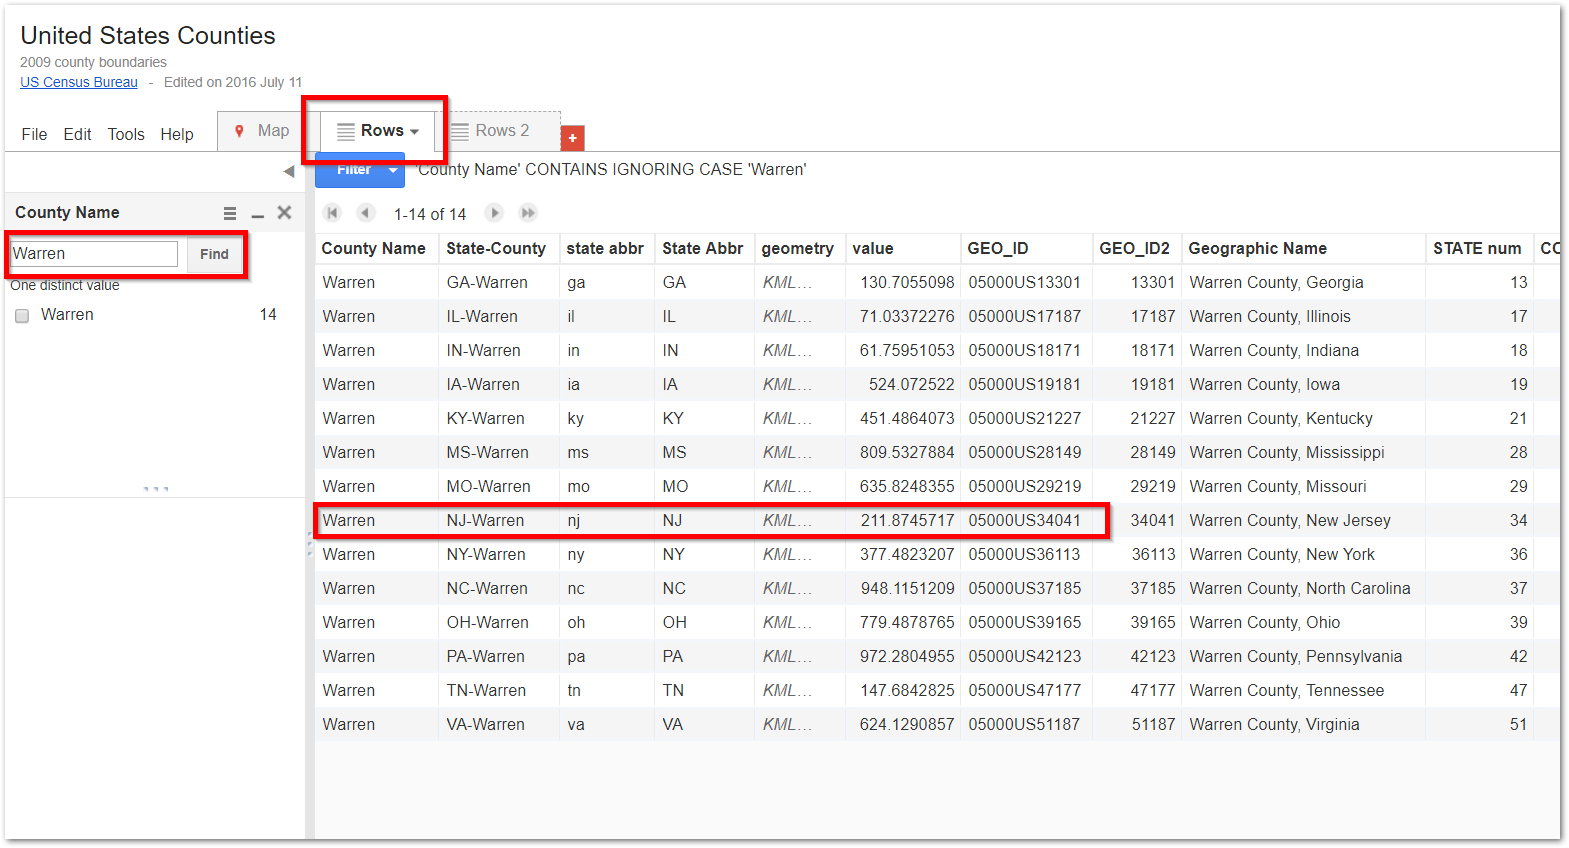 United States Counties
2009 county boundaries
US Census Bureau - Edited on 2016 July 11
File Edit Tools Help Map Rows Rows 2 +
Filter 'County Name' CONTAINS IGNORING CASE 'Warren'
County Name
1-14 of 14
Warren Find
One distinct value
Warren 14
County Name State-County state abbr State Abbr geometry value GEO_ID GEO_ID2 Geographic Name STATE num CO
Warren GA-Warren ga GA KML... 130.7055098 05000US13301 13301 Warren County, Georgia 13
Warren IL-Warren il IL KML... 71.03372276 05000US17187 17187 Warren County, Illinois 17
Warren IN-Warren in IN KML... 61.75951053 05000US18171 18171 Warren County, Indiana 18
Warren IA-Warren ia IA KML... 524.072522 05000US19181 19181 Warren County, Iowa 19
Warren KY-Warren ky KY KML... 451.4864073 05000US21227 21227 Warren County, Kentucky 21
Warren MS-Warren ms MS KML... 809.5327884 05000US28149 28149 Warren County, Mississippi 28
Warren MO-Warren mo MO KML... 635.8248355 05000US29219 29219 Warren County, Missouri 29
Warren NJ-Warren nj NJ KML... 211.8745717 05000US34041 34041 Warren County, New Jersey 34
Warren NY-Warren ny NY KML... 377.4823207 05000US36113 36113 Warren County, New York 36
Warren NC-Warren nc NC KML... 948.1151209 05000US37185 37185 Warren County, North Carolina 37
Warren OH-Warren oh OH KML... 779.4878765 05000US39165 39165 Warren County, Ohio 39
Warren PA-Warren pa PA KML... 972.2804955 05000US42123 42123 Warren County, Pennsylvania 42
Warren TN-Warren tn TN KML... 147.6842825 05000US47177 47177 Warren County, Tennessee 47
Warren VA-Warren va VA KML... 624.1290857 05000US51187 51187 Warren County, Virginia 51